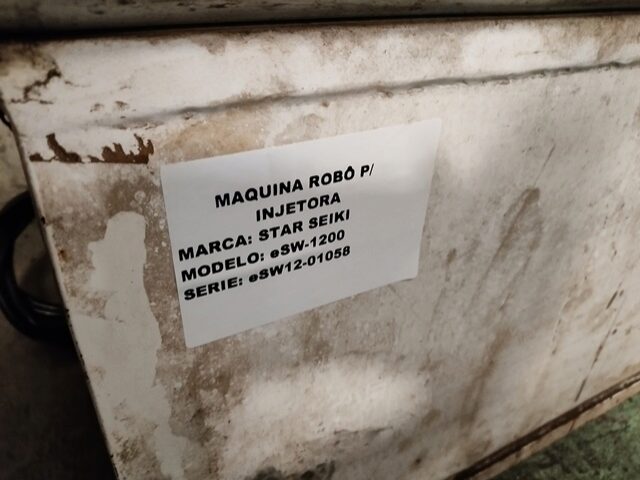 MAQUINA ROBÔ P/
INJETORA
MARCA: STAR SEIKI
MODELO: eSW-1200
SERIE: eSW12-01058